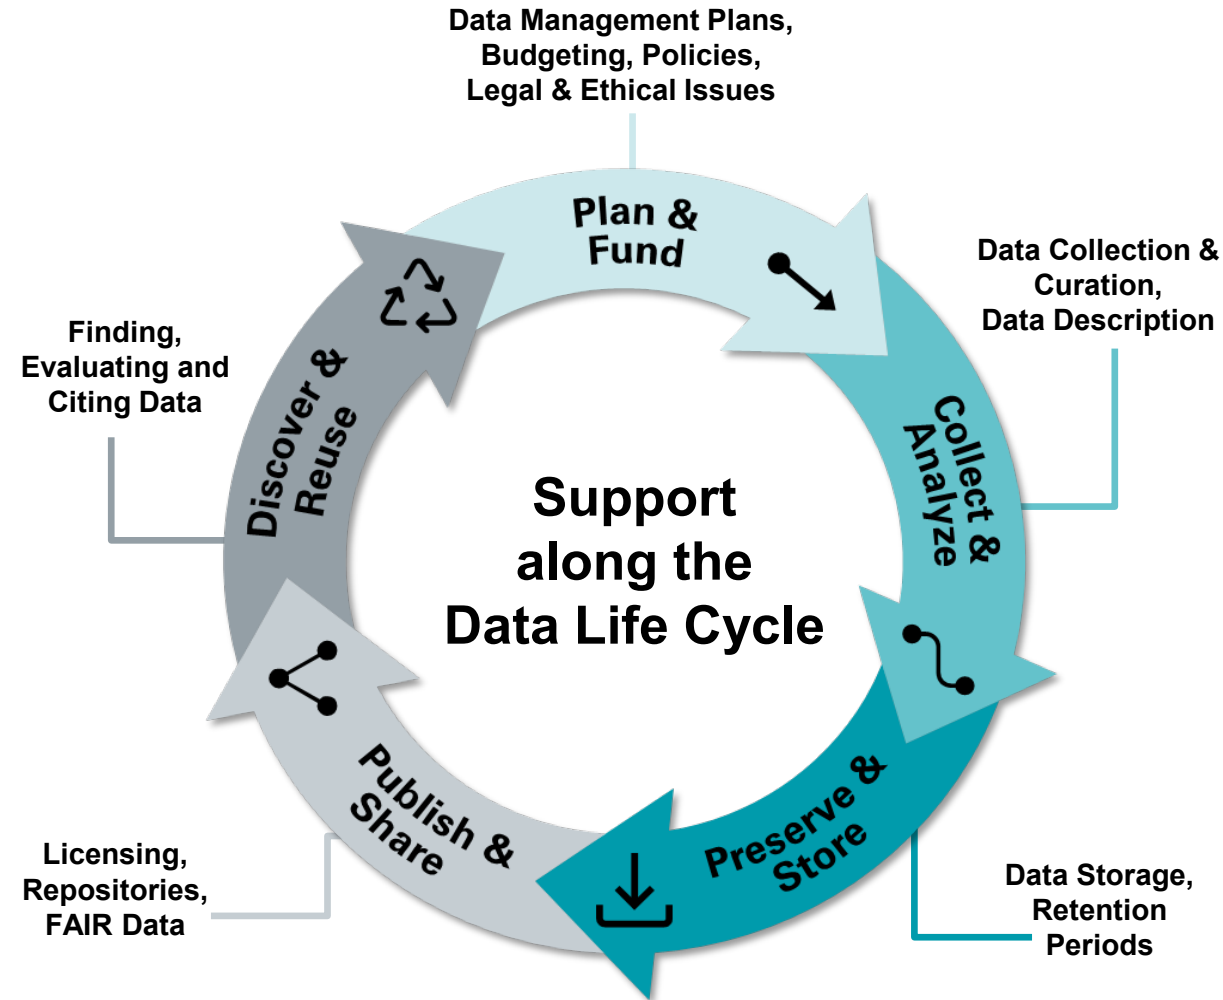 Data Management Plans,
Budgeting, Policies,
Legal & Ethical Issues
Plan &
Fund
Data Collection &
Curation,
Data Description
Collect &
Analyze
Finding,
Evaluating and
Citing Data
Discover &
Reuse
Support
along the
Data Life Cycle
Preserve &
Store
Data Storage,
Retention
Periods
Publish &
Share
Licensing,
Repositories,
FAIR Data